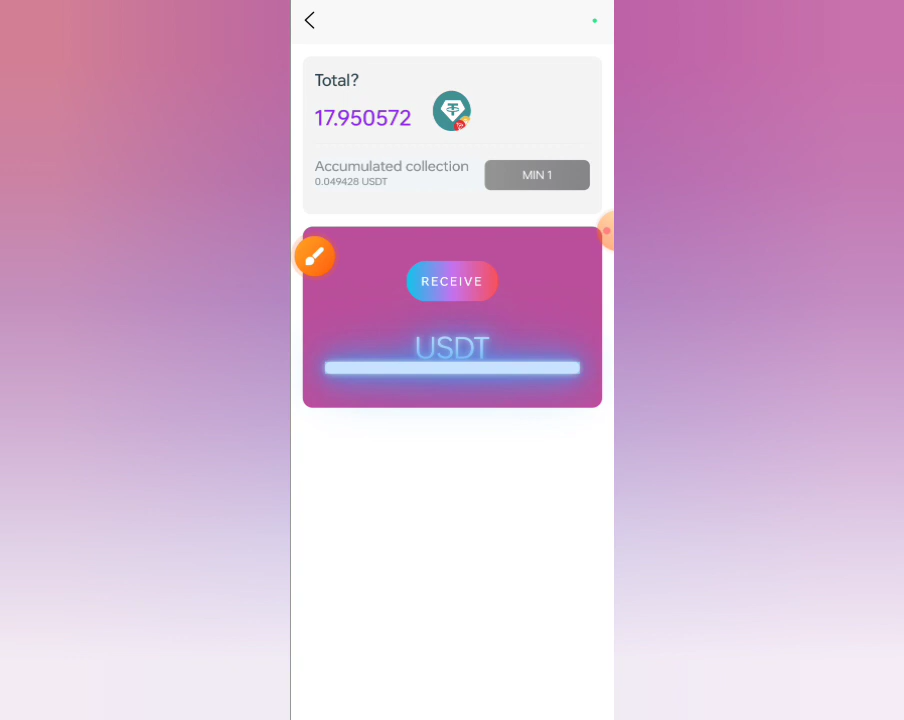 Total?
17.950572
Accumulated collection
0.049428 USDT
MIN 1
RECEIVE
USDT